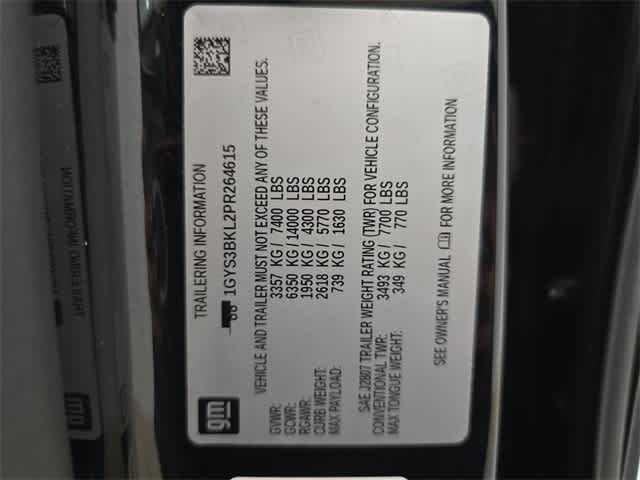 gm
TRAILERING INFORMATION
1GYS3BKL2PR264615
VEHICLE AND TRAILER MUST NOT EXCEED ANY OF THESE VALUES.
GVWR: 3357 KG / 7400 LBS
GCWR: 6350 KG / 14000 LBS
RGAWR: 1950 KG / 4300 LBS
CURB WEIGHT: 2618 KG / 5770 LBS
MAX PAYLOAD: 739 KG / 1630 LBS
SAE J2807 TRAILER WEIGHT RATING (TWR) FOR VEHICLE CONFIGURATION.
CONVENTIONAL TWR: 3493 KG / 7700 LBS
MAX TONGUE WEIGHT: 349 KG / 770 LBS
SEE OWNER'S MANUAL FOR MORE INFORMATION